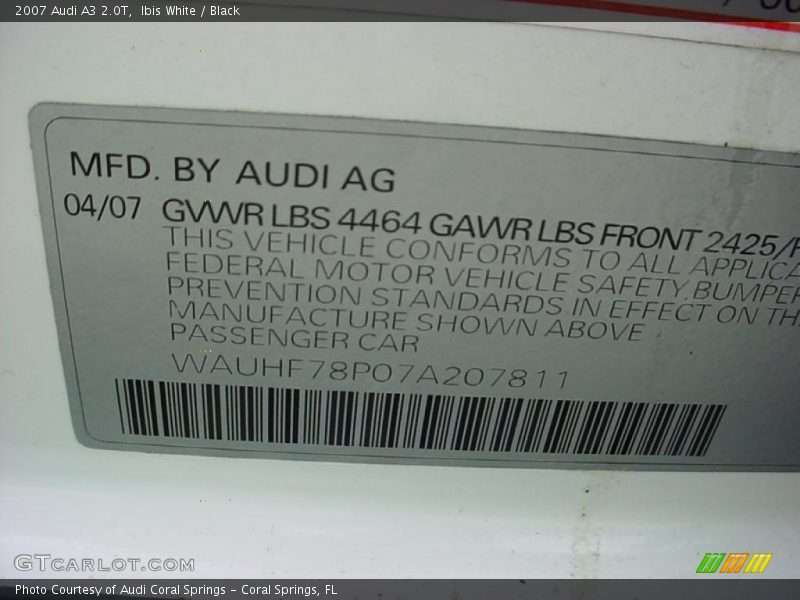 2007 Audi A3 2.0T, Ibis White / Black
MFD. BY AUDI AG
04/07 GVWR LBS 4464 GAWR LBS FRONT 2425/
THIS VEHICLE CONFORMS TO ALL APPLICA
FEDERAL MOTOR VEHICLE SAFETY, BUMPER
PREVENTION STANDARDS IN EFFECT ON TH
MANUFACTURE SHOWN ABOVE
PASSENGER CAR
WAUHF78P07A207811
GTCARLOT.COM
Photo Courtesy of Audi Coral Springs - Coral Springs, FL